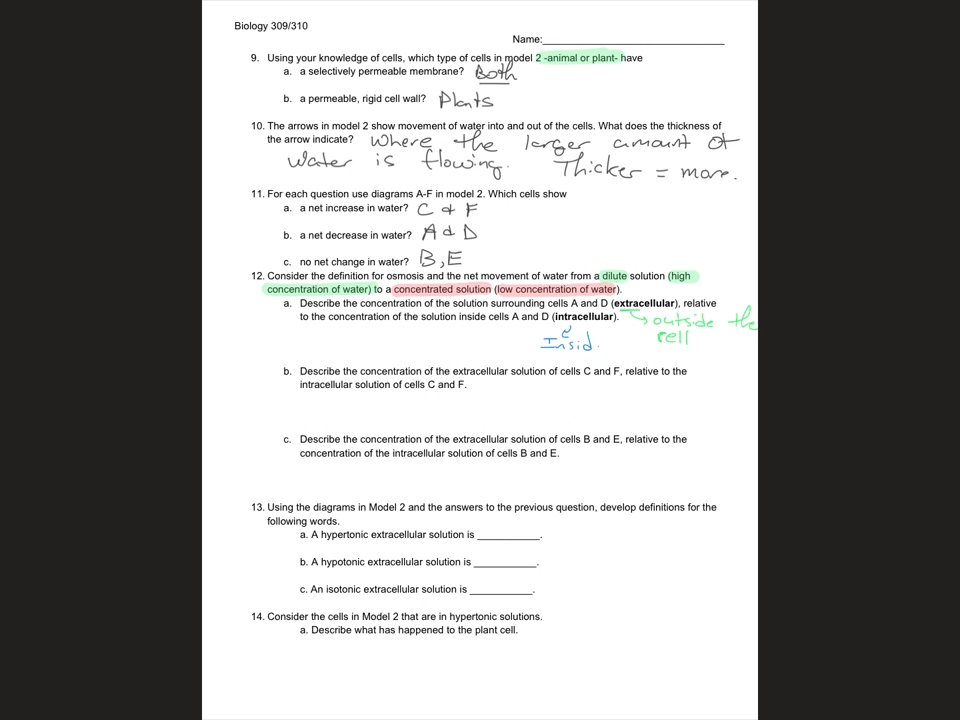 Biology 309/310
Name:
9. Using your knowledge of cells, which type of cells in model 2 -animal or plant- have
a. a selectively permeable membrane? Both
b. a permeable, rigid cell wall? Plants
10. The arrows in model 2 show movement of water into and out of the cells. What does the thickness of
the arrow indicate? Where the larger amount of
water is flowing. Thicker = more.
11. For each question use diagrams A-F in model 2. Which cells show
a. a net increase in water? C & F
b. a net decrease in water? A & D
c. no net change in water? B, E
12. Consider the definition for osmosis and the net movement of water from a dilute solution (high
concentration of water) to a concentrated solution (low concentration of water).
a. Describe the concentration of the solution surrounding cells A and D (extracellular), relative
to the concentration of the solution inside cells A and D (intracellular).
outside the
cell
Insid.
b. Describe the concentration of the extracellular solution of cells C and F, relative to the
intracellular solution of cells C and F.
c. Describe the concentration of the extracellular solution of cells B and E, relative to the
concentration of the intracellular solution of cells B and E.
13. Using the diagrams in Model 2 and the answers to the previous question, develop definitions for the
following words.
a. A hypertonic extracellular solution is ___________.
b. A hypotonic extracellular solution is ___________.
c. An isotonic extracellular solution is ___________.
14. Consider the cells in Model 2 that are in hypertonic solutions.
a. Describe what has happened to the plant cell.